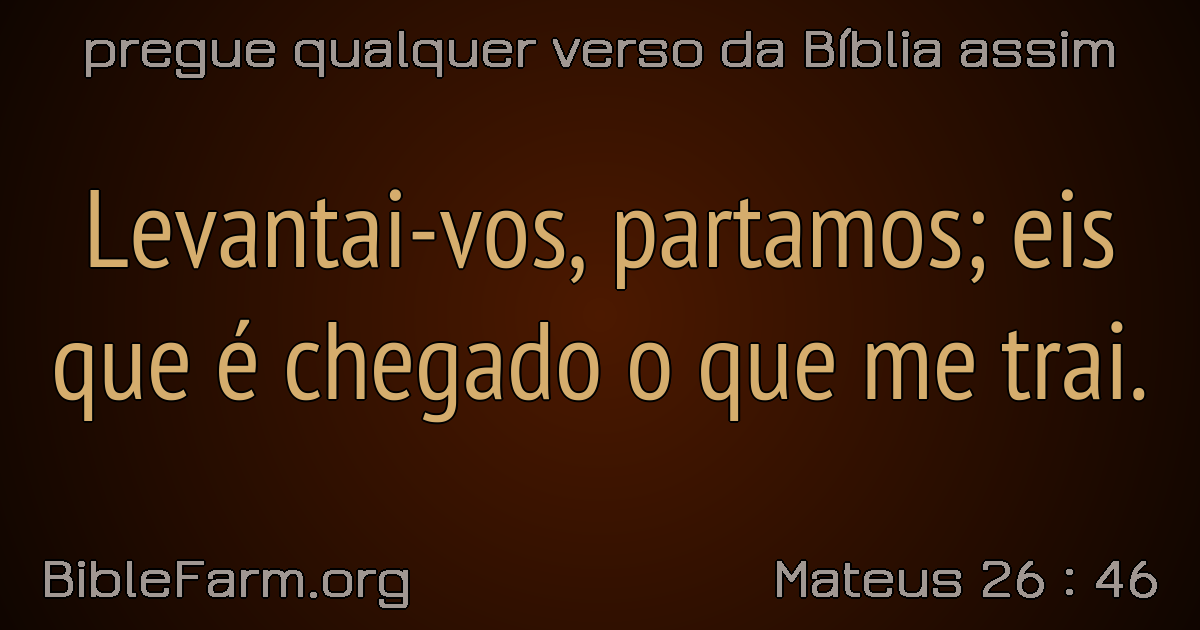 pregue qualquer verso da Bíblia assim
Levantai-vos, partamos; eis
que é chegado o que me trai.
BibleFarm.org
Mateus 26 : 46